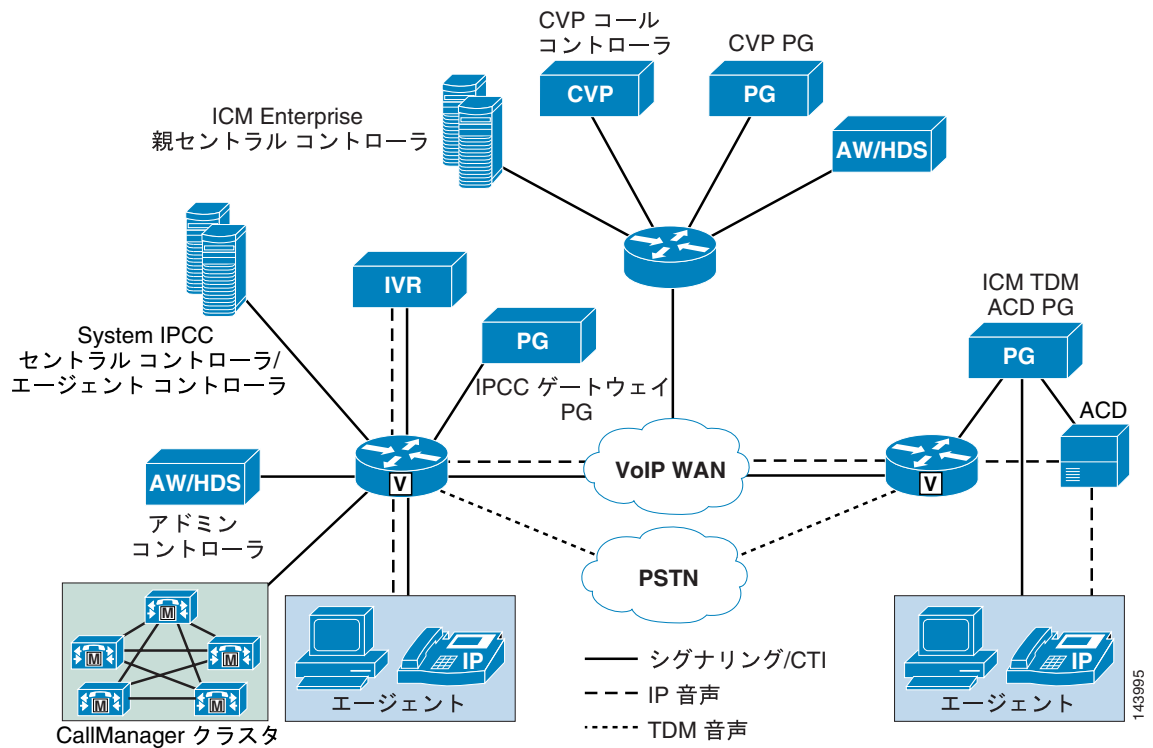 CVP コール
コントローラ
CVP PG
CVP
PG
ICM Enterprise
親セントラル コントローラ
AW/HDS
IVR
ICM TDM
ACD PG
System IPCC
セントラル コントローラ/
エージェント コントローラ
PG
PG
IPCC ゲートウェイ
PG
ACD
AW/HDS
V
VoIP WAN
V
アドミン
コントローラ
PSTN
M
M
M
M
M
IP
エージェント
シグナリング/CTI
IP 音声
TDM 音声
IP
エージェント
CallManager クラスタ
143995